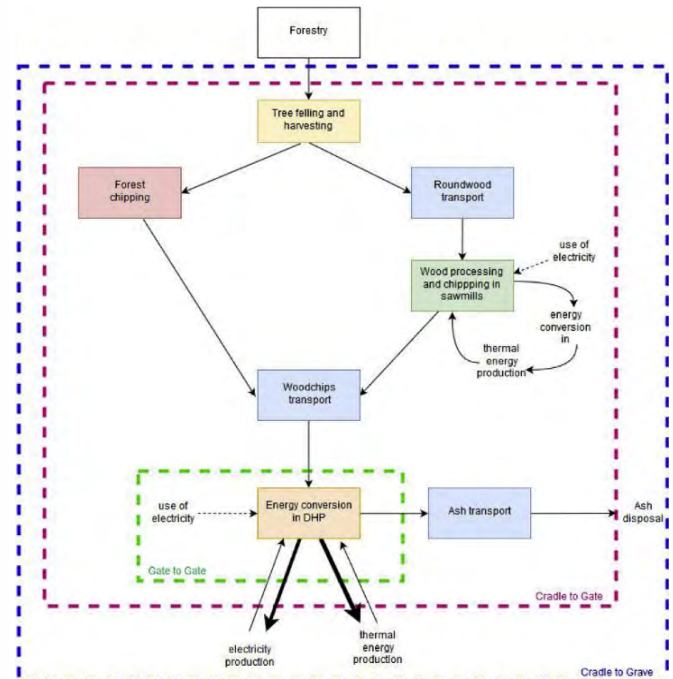 Forestry
Tree felling and
harvesting
Forest
chipping
Roundwood
transport
use of
electricity
Wood processing
and chippping in
sawmills
energy
conversion
in
thermal
energy
production
Woodchips
transport
use of
electricity
Energy conversion
in DHP
Ash transport
Ash
disposal
Gate to Gate
Cradle to Gate
electricity
production
thermal
energy
production
Cradle to Grave